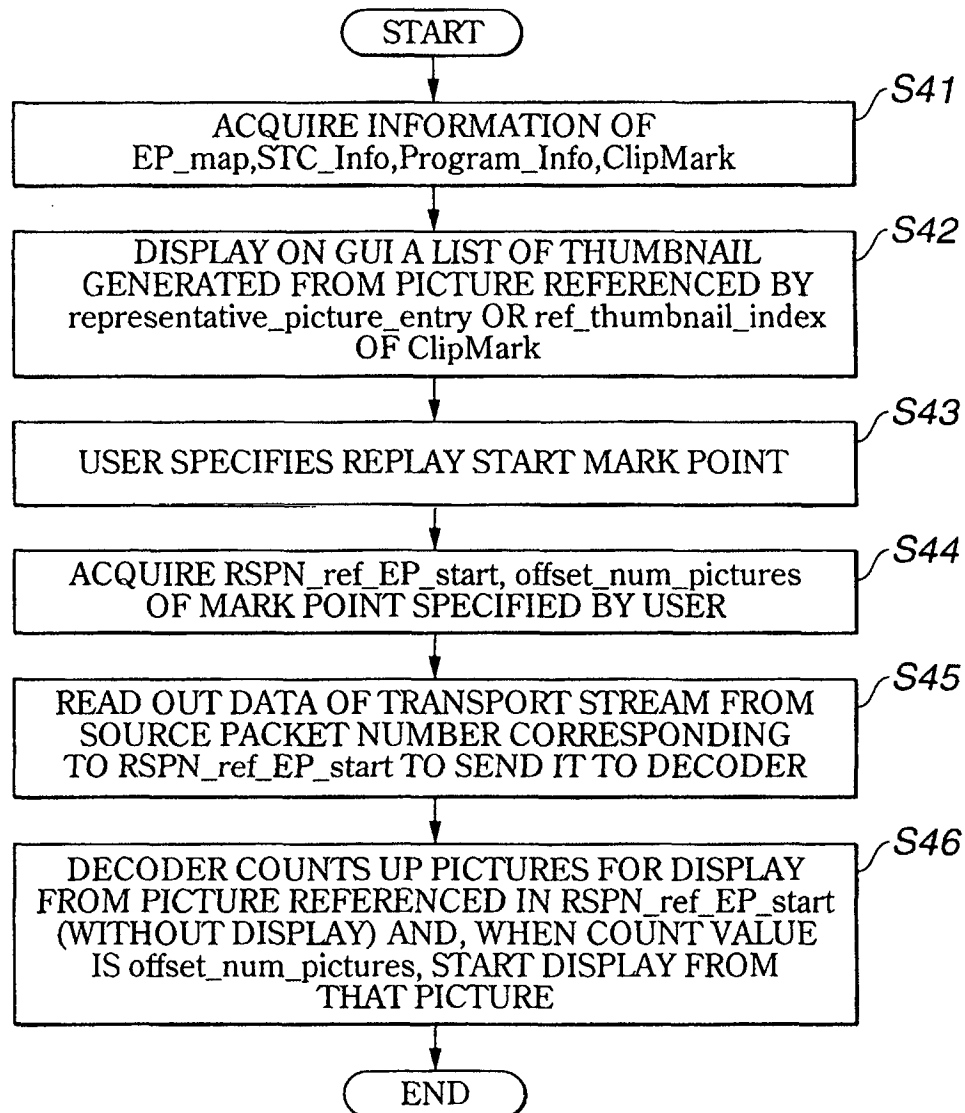 START
S41
ACQUIRE INFORMATION OF
EP_map,STC_Info,Program_Info,ClipMark
S42
DISPLAY ON GUI A LIST OF THUMBNAIL
GENERATED FROM PICTURE REFERENCED BY
representative_picture_entry OR ref_thumbnail_index
OF ClipMark
S43
USER SPECIFIES REPLAY START MARK POINT
S44
ACQUIRE RSPN_ref_EP_start, offset_num_pictures
OF MARK POINT SPECIFIED BY USER
S45
READ OUT DATA OF TRANSPORT STREAM FROM
SOURCE PACKET NUMBER CORRESPONDING
TO RSPN_ref_EP_start TO SEND IT TO DECODER
S46
DECODER COUNTS UP PICTURES FOR DISPLAY
FROM PICTURE REFERENCED IN RSPN_ref_EP_start
(WITHOUT DISPLAY) AND, WHEN COUNT VALUE
IS offset_num_pictures, START DISPLAY FROM
THAT PICTURE
END